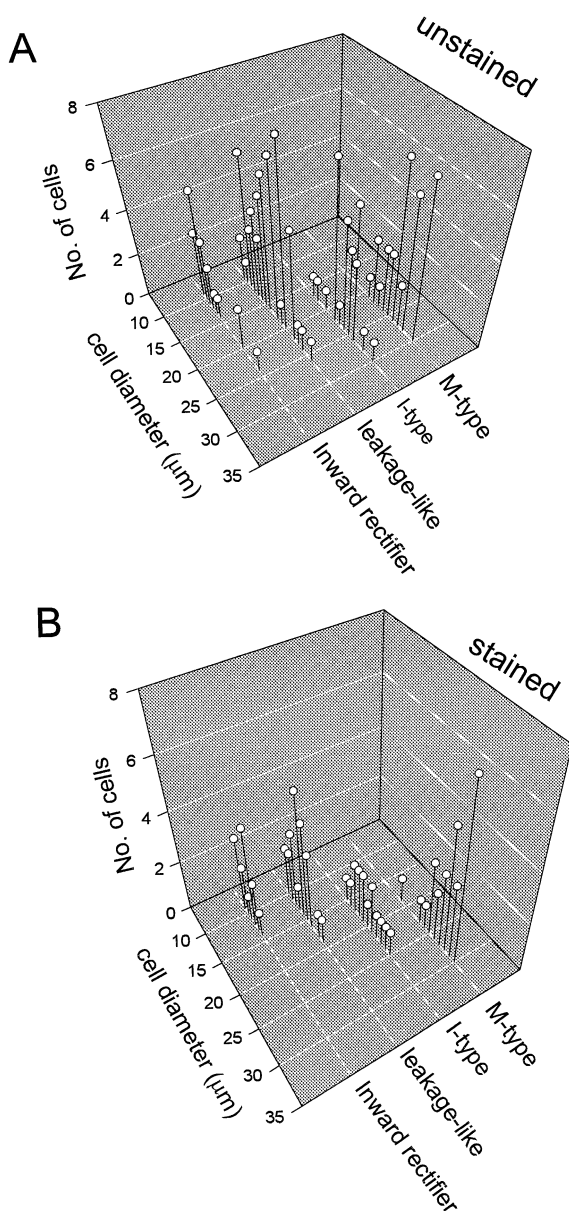 A
unstained
8
6
4
2
0
No. of cells
10
15
20
25
30
35
cell diameter (μm)
M-type
I-type
leakage-like
Inward rectifier
B
stained
8
6
4
2
0
No. of cells
10
15
20
25
30
35
cell diameter (μm)
M-type
I-type
leakage-like
Inward rectifier